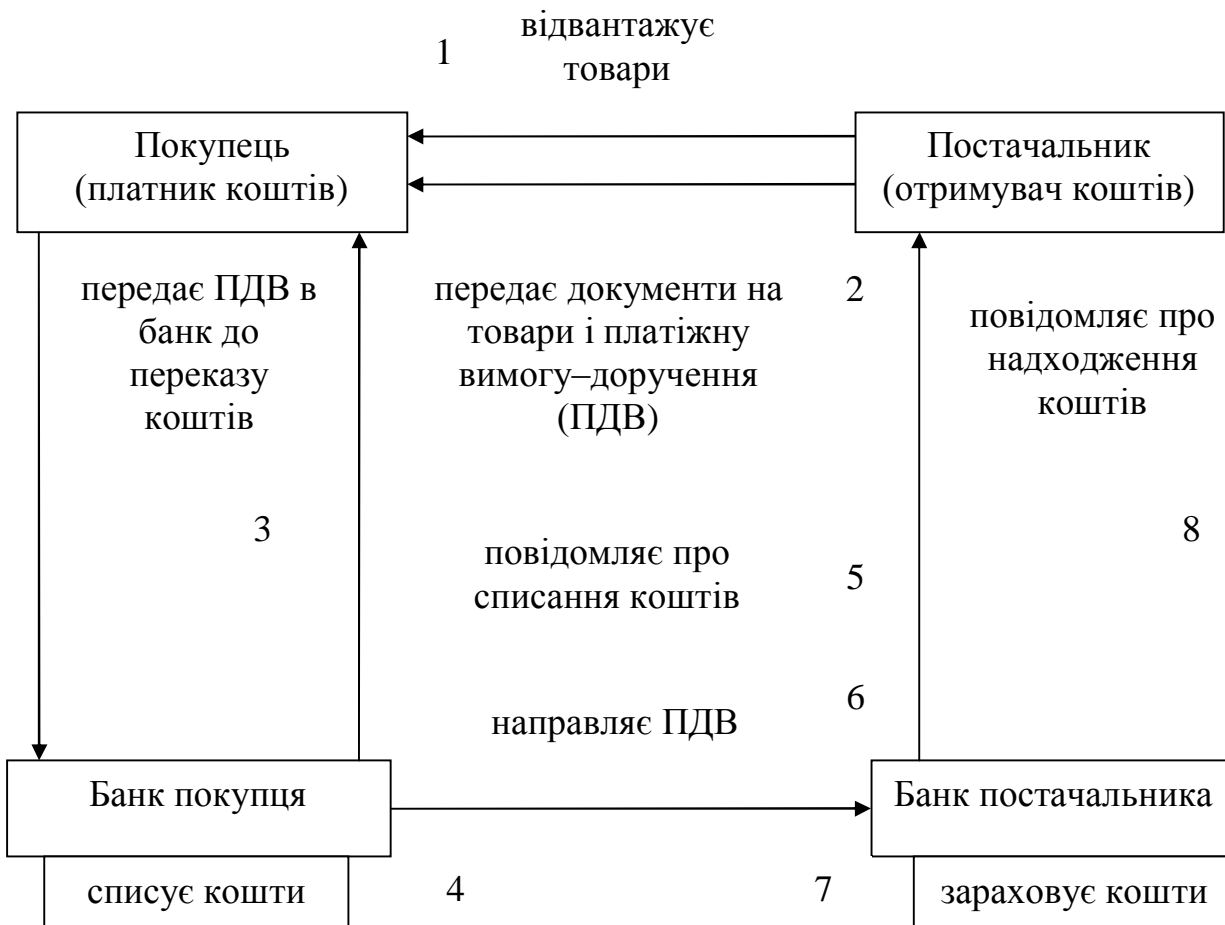 1
відвантажує
товари
Покупець
(платник коштів)
Постачальник
(отримувач коштів)
передає ПДВ в
банк до
переказу
коштів
3
передає документи на
товари і платіжну
вимогу–доручення
(ПДВ)
2
повідомляє про
надходження
коштів
8
повідомляє про
списання коштів
5
направляє ПДВ
6
Банк покупця
Банк постачальника
списує кошти
4
7
зараховує кошти